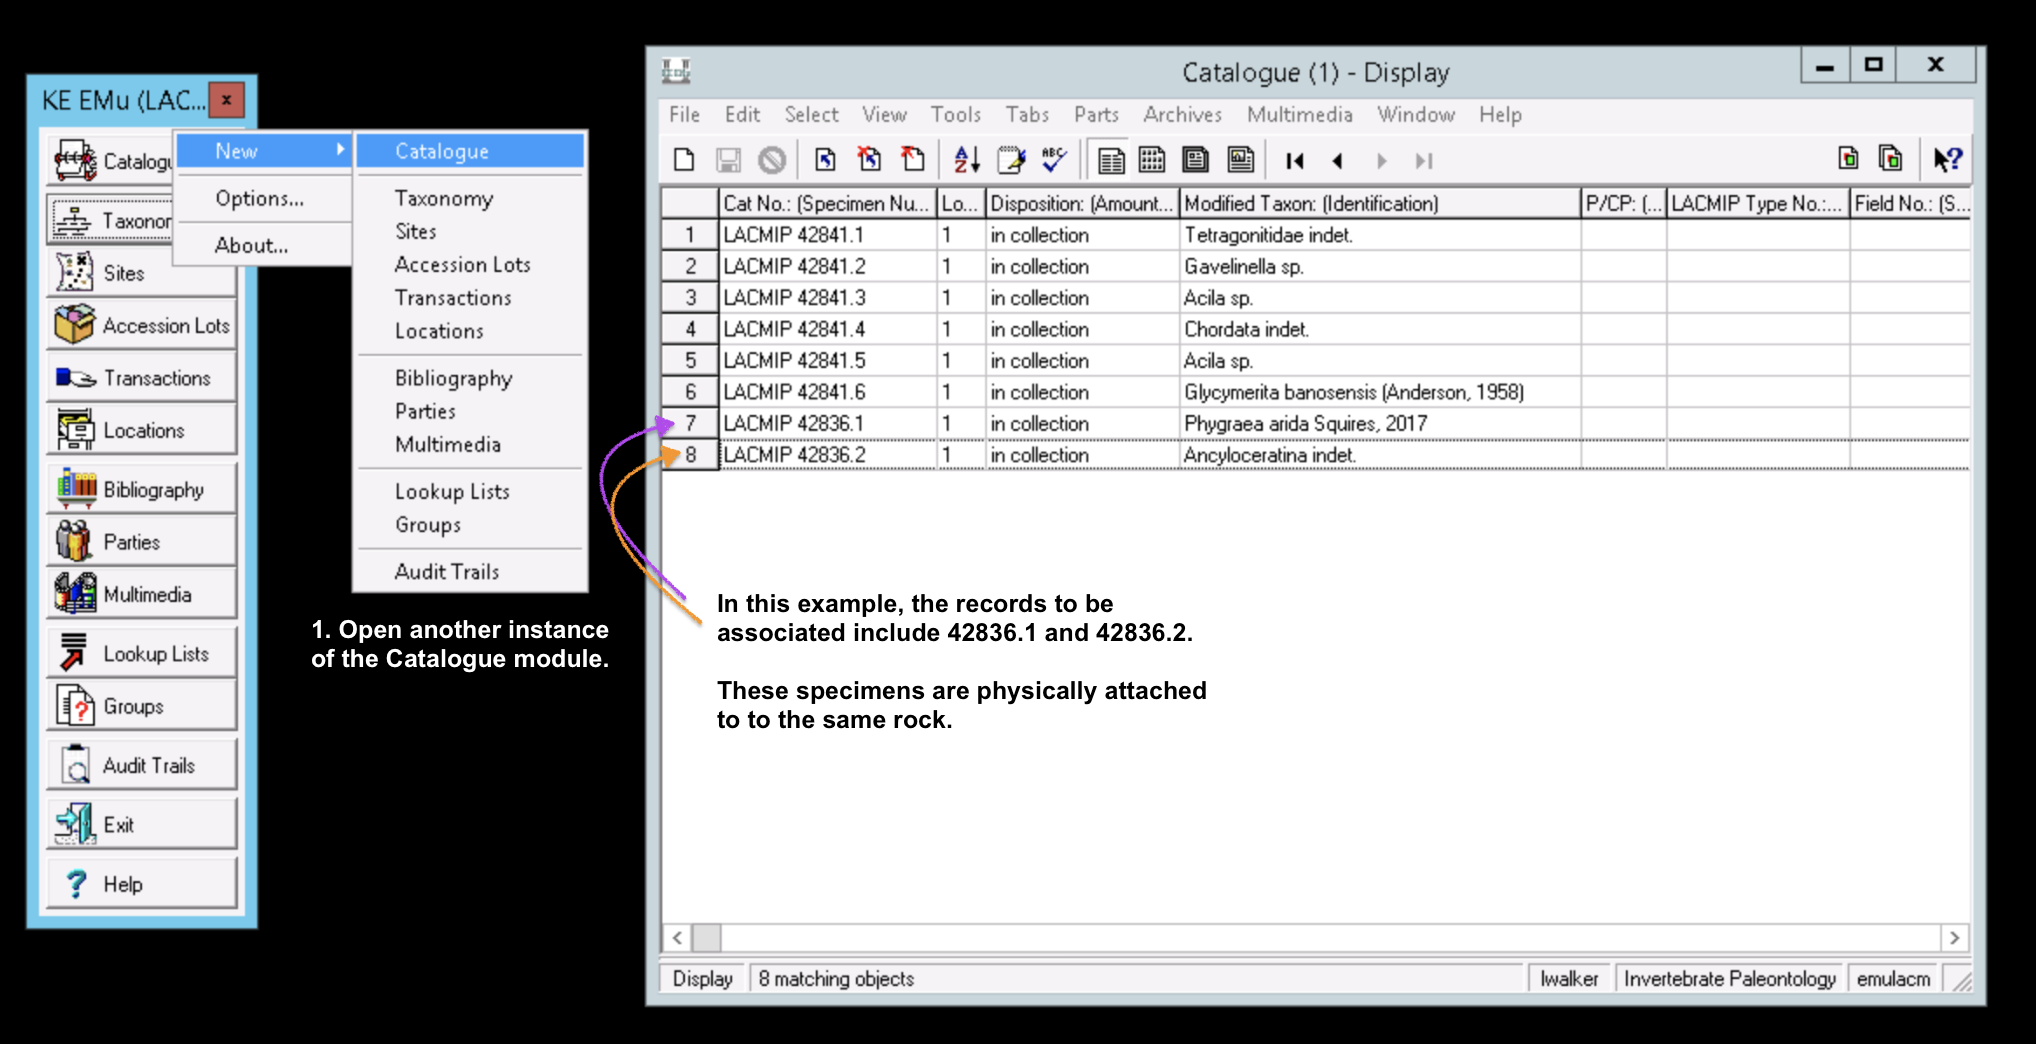 KE EMu (LAC...
Catalogu
Taxonor
Sites
Accession Lots
Transactions
Locations
Bibliography
Parties
Multimedia
Lookup Lists
Groups
Audit Trails
Exit
Help
New
Options...
About...
Catalogue
Taxonomy
Sites
Accession Lots
Transactions
Locations
Bibliography
Parties
Multimedia
Lookup Lists
Groups
Audit Trails
1. Open another instance
of the Catalogue module.
Catalogue (1) - Display
File Edit Select View Tools Tabs Parts Archives Multimedia Window Help
Cat No.: (Specimen Nu... Lo... Disposition: (Amount... Modified Taxon: (Identification) P/CP: (... LACMIP Type No.:... Field No.: (S...
1 LACMIP 42841.1 1 in collection Tetragonitidae indet.
2 LACMIP 42841.2 1 in collection Gavelinella sp.
3 LACMIP 42841.3 1 in collection Acila sp.
4 LACMIP 42841.4 1 in collection Chordata indet.
5 LACMIP 42841.5 1 in collection Acila sp.
6 LACMIP 42841.6 1 in collection Glycymerita banosensis (Anderson, 1958)
7 LACMIP 42836.1 1 in collection Phygraea arida Squires, 2017
8 LACMIP 42836.2 1 in collection Ancyloceratina indet.
In this example, the records to be
associated include 42836.1 and 42836.2.
These specimens are physically attached
to to the same rock.
Display 8 matching objects lwalker Invertebrate Paleontology emulacm